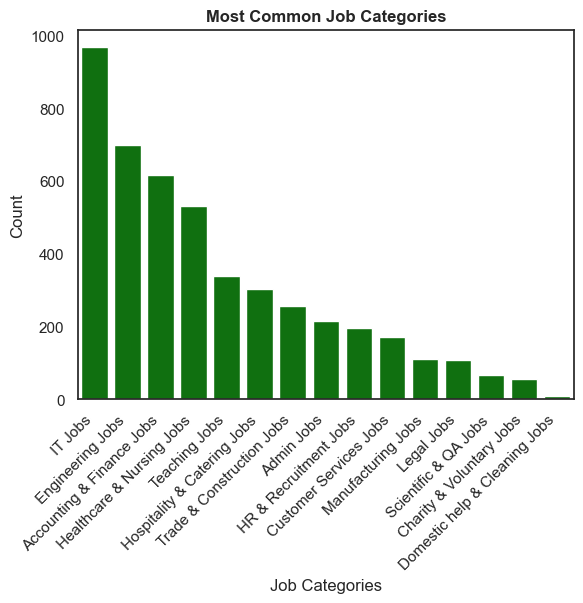 Most Common Job Categories
1000
800
600
400
200
0
Count
IT Jobs
Engineering Jobs
Accounting & Finance Jobs
Healthcare & Nursing Jobs
Teaching Jobs
Hospitality & Catering Jobs
Trade & Construction Jobs
Admin Jobs
HR & Recruitment Jobs
Customer Services Jobs
Manufacturing Jobs
Legal Jobs
Scientific & QA Jobs
Charity & Voluntary Jobs
Domestic help & Cleaning Jobs
Job Categories